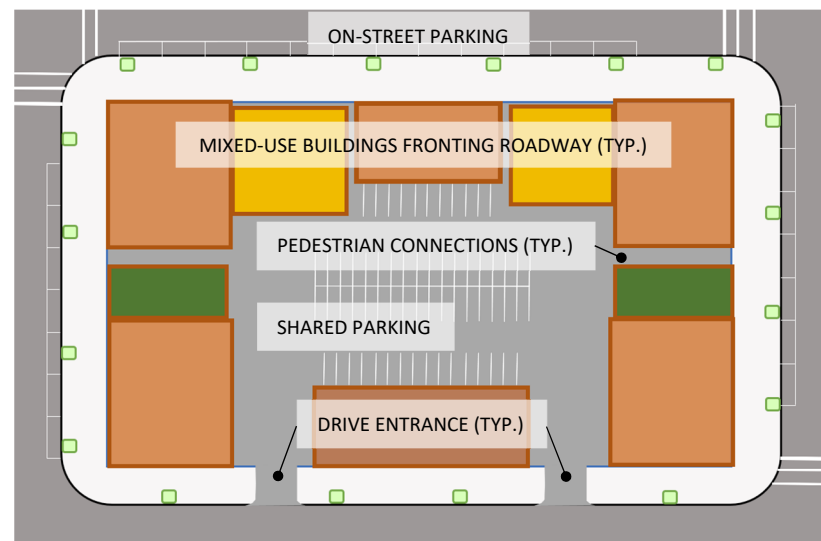 ON-STREET PARKING
MIXED-USE BUILDINGS FRONTING ROADWAY (TYP.)
PEDESTRIAN CONNECTIONS (TYP.)
SHARED PARKING
DRIVE ENTRANCE (TYP.)